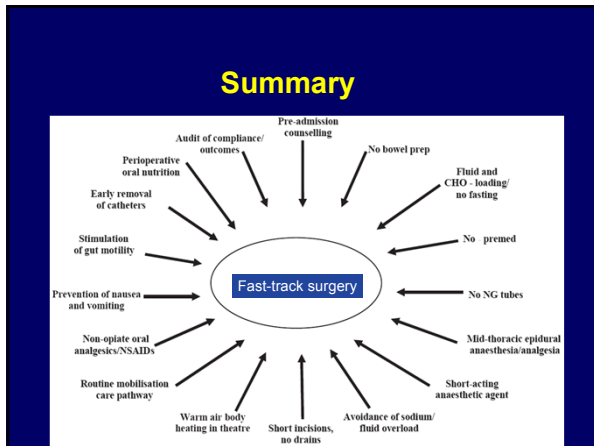 Summary
Pre-admission
counselling
No bowel prep
Fluid and
CHO - loading/
no fasting
No - premed
No NG tubes
Mid-thoracic epidural
anaesthesia/analgesia
Short-acting
anaesthetic agent
Avoidance of sodium/
fluid overload
Short incisions,
no drains
Warm air body
heating in theatre
Routine mobilisation
care pathway
Non-opiate oral
analgesics/NSAIDs
Prevention of nausea
and vomiting
Stimulation
of gut motility
Early removal
of catheters
Perioperative
oral nutrition
Audit of compliance/
outcomes
Fast-track surgery